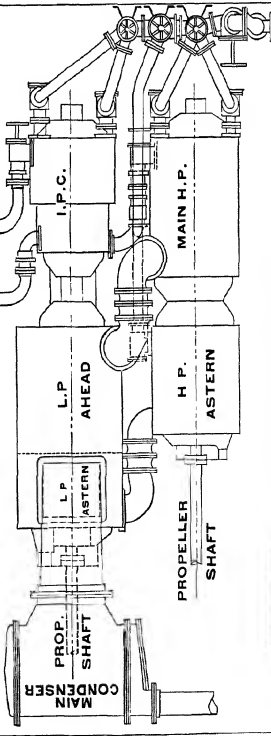 I.P.C.
MAIN H.P.
L.P
AHEAD
H P.
ASTERN
L P
ASTERN
PROPELLER
SHAFT
PROP.
SHAFT
MAIN
CONDENSER